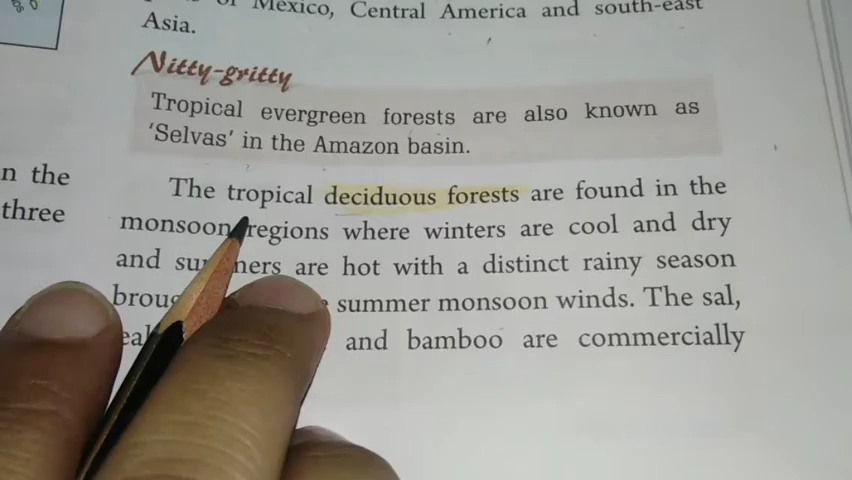 of Mexico, Central America and south-east
Asia.
Nitty-gritty
Tropical evergreen forests are also known as
'Selvas' in the Amazon basin.
n the
three
The tropical deciduous forests are found in the
monsoon regions where winters are cool and dry
and summers are hot with a distinct rainy season
summer monsoon winds. The sal,
and bamboo are commercially